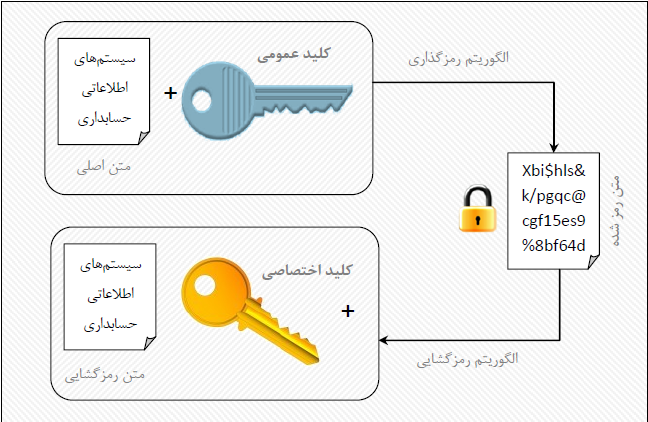 سیستم‌های
اطلاعاتی
حسابداری
متن اصلی
+
کلید عمومی
الگوریتم رمزگذاری
Xbi$hls&
k/pgqc@
cgf15es9
%8bf64d
متن رمز شده
الگوریتم رمزگشایی
کلید اختصاصی
+
سیستم‌های
اطلاعاتی
حسابداری
متن رمزگشایی